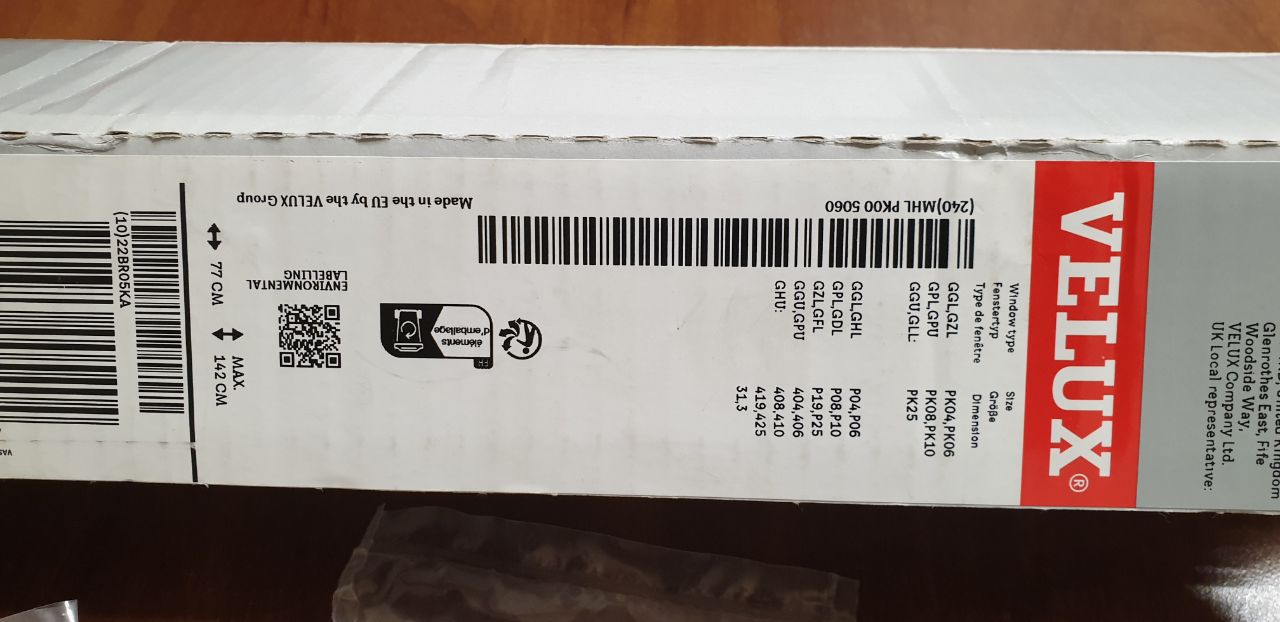 VELUX®
UK Local representative:
VELUX Company Ltd.
Woodside Way,
Glenrothes East, Fife
Window type
Fenstertyp
Type de fenêtre
Size
Größe
Dimension
GGL,GZL PK04,PK06
GPL,GPU PK08,PK10
GGU,GLL: PK25
GGL,GHL P04,P06
GPL,GDL P08,P10
GZL,GFL P19,P25
GGU,GPU 404,406
GHU: 408,410
419,425
31,3
(240)MHL PK00 5060
Made in the EU by the VELUX Group
éléments
d'emballage
FR
ENVIRONMENTAL
LABELLING
77 CM
MAX.
142 CM
(10)22BR05KA